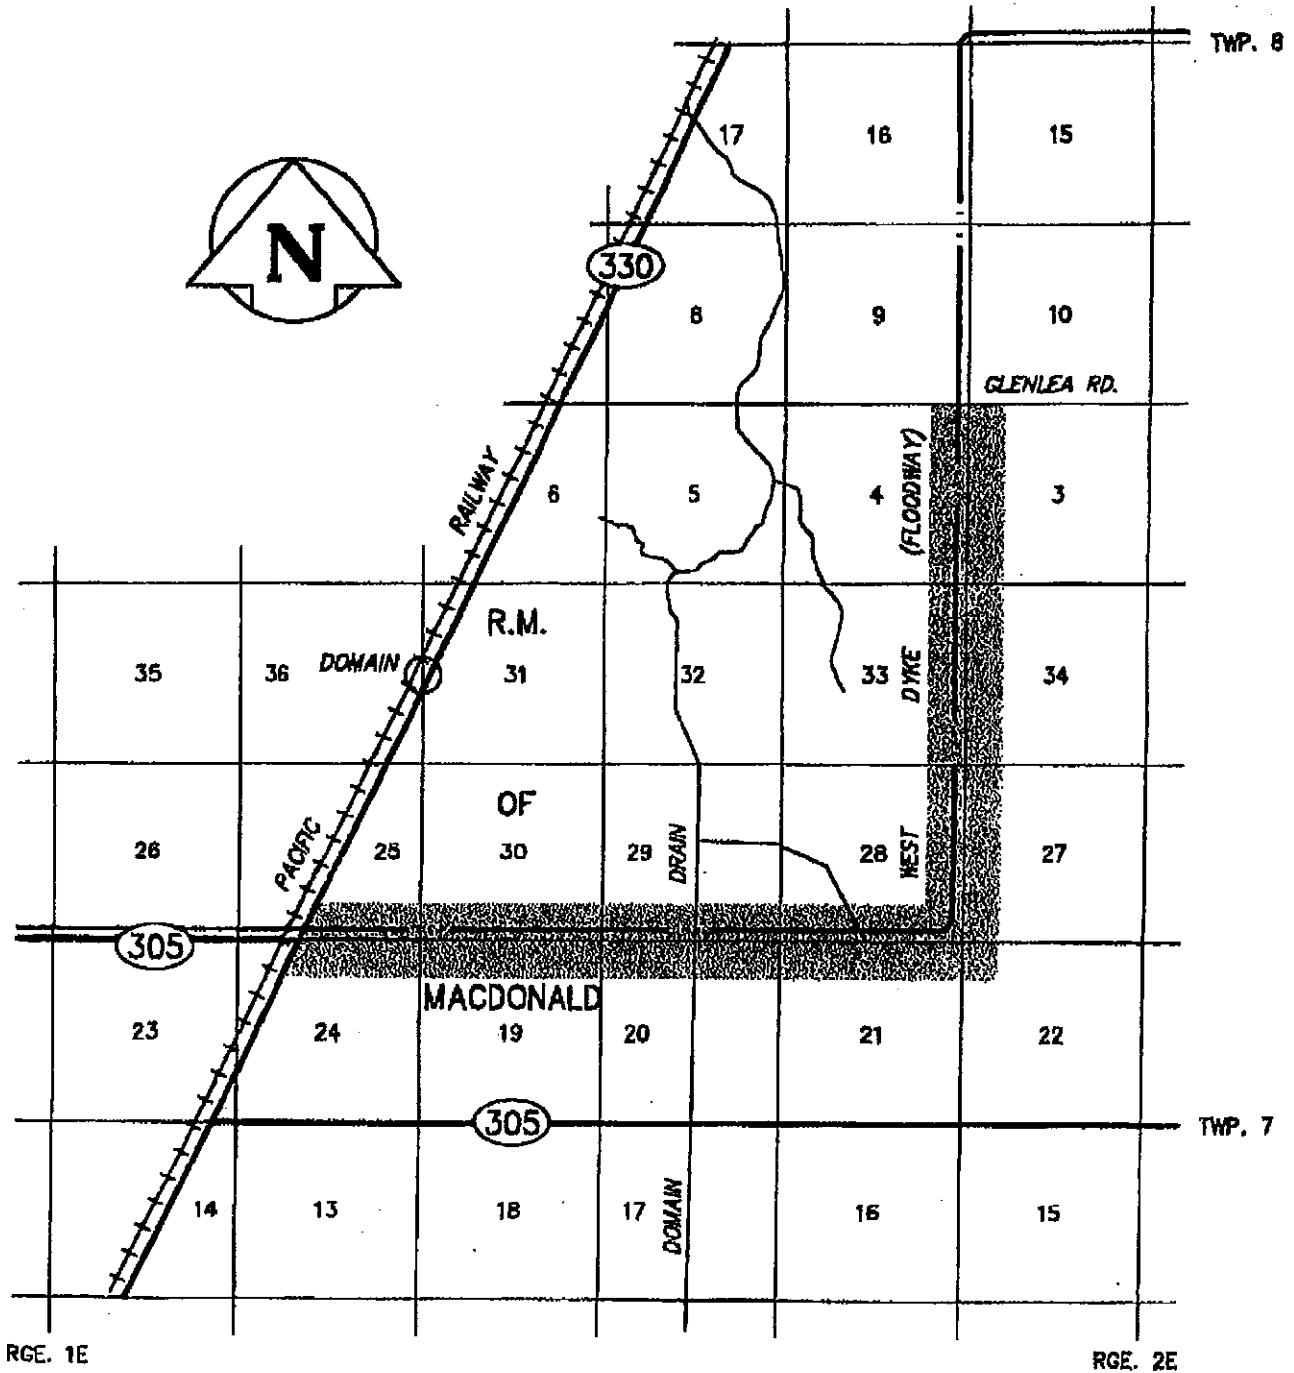 TWP. 8
17 16 15
N
330
8 9 10
GLENLEA RD.
RAILWAY
6 5 4 (FLOODWAY) 3
R.M.
35 36 DOMAIN 31 32 33 DYKE 34
OF
PACIFIC
26 25 30 29 DRAIN 28 WEST 27
305
MACDONALD
23 24 19 20 21 22
305
TWP. 7
14 13 18 17 DOMAIN 16 15
RGE. 1E
RGE. 2E